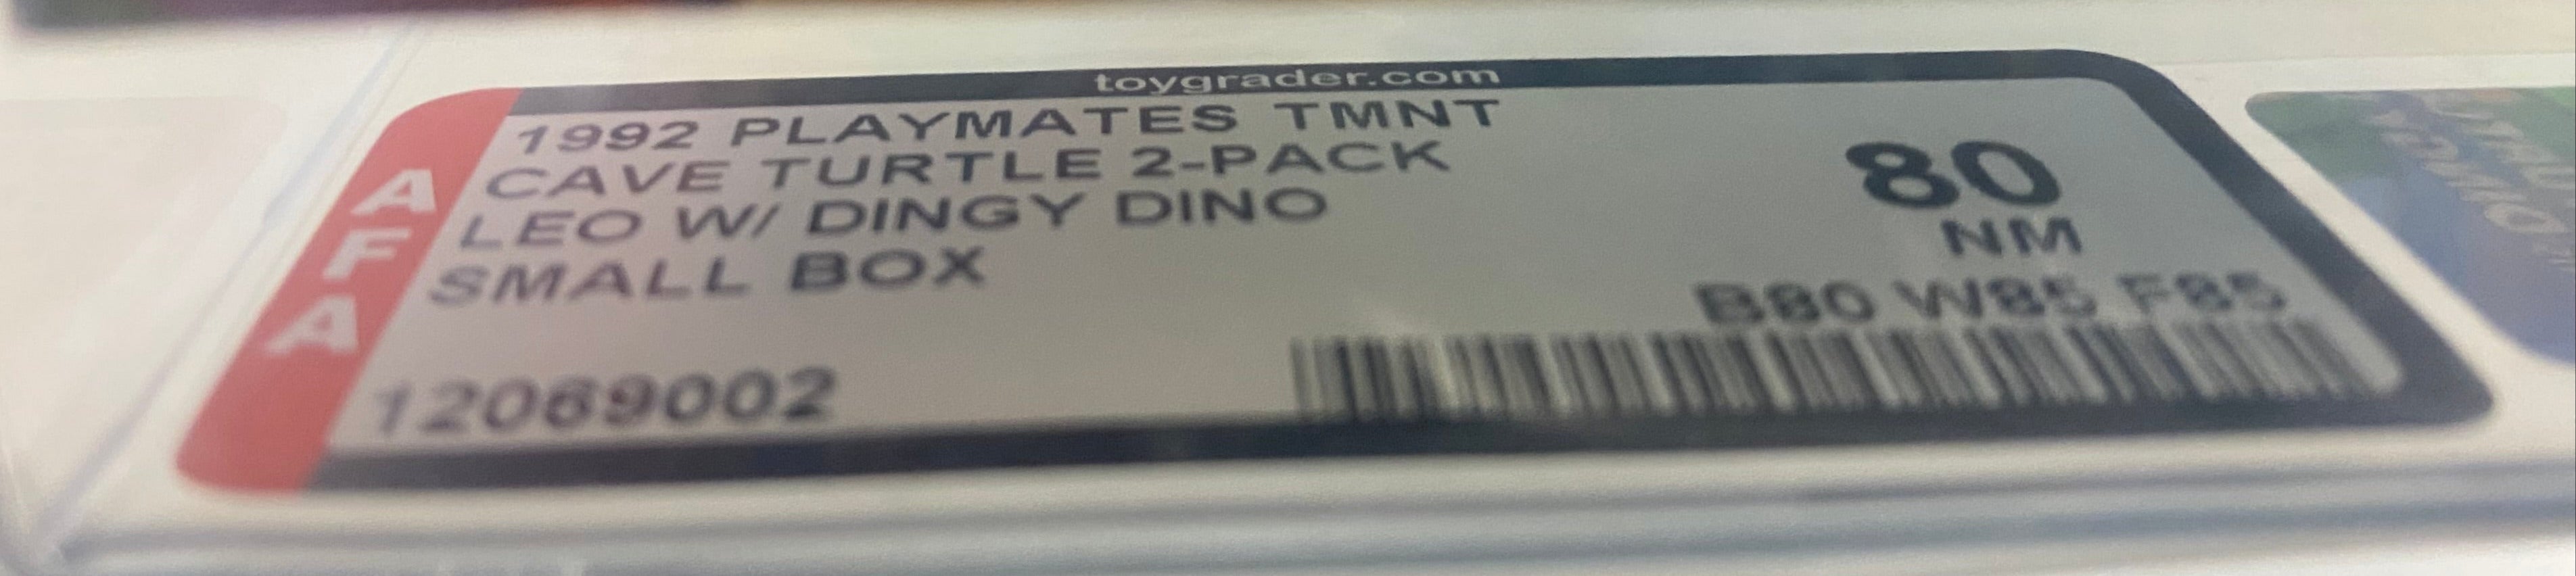 toygrader.com
AFA
1992 PLAYMATES TMNT
CAVE TURTLE 2-PACK
LEO W/ DINGY DINO
SMALL BOX
80
NM
B80 W85 F85
12069002